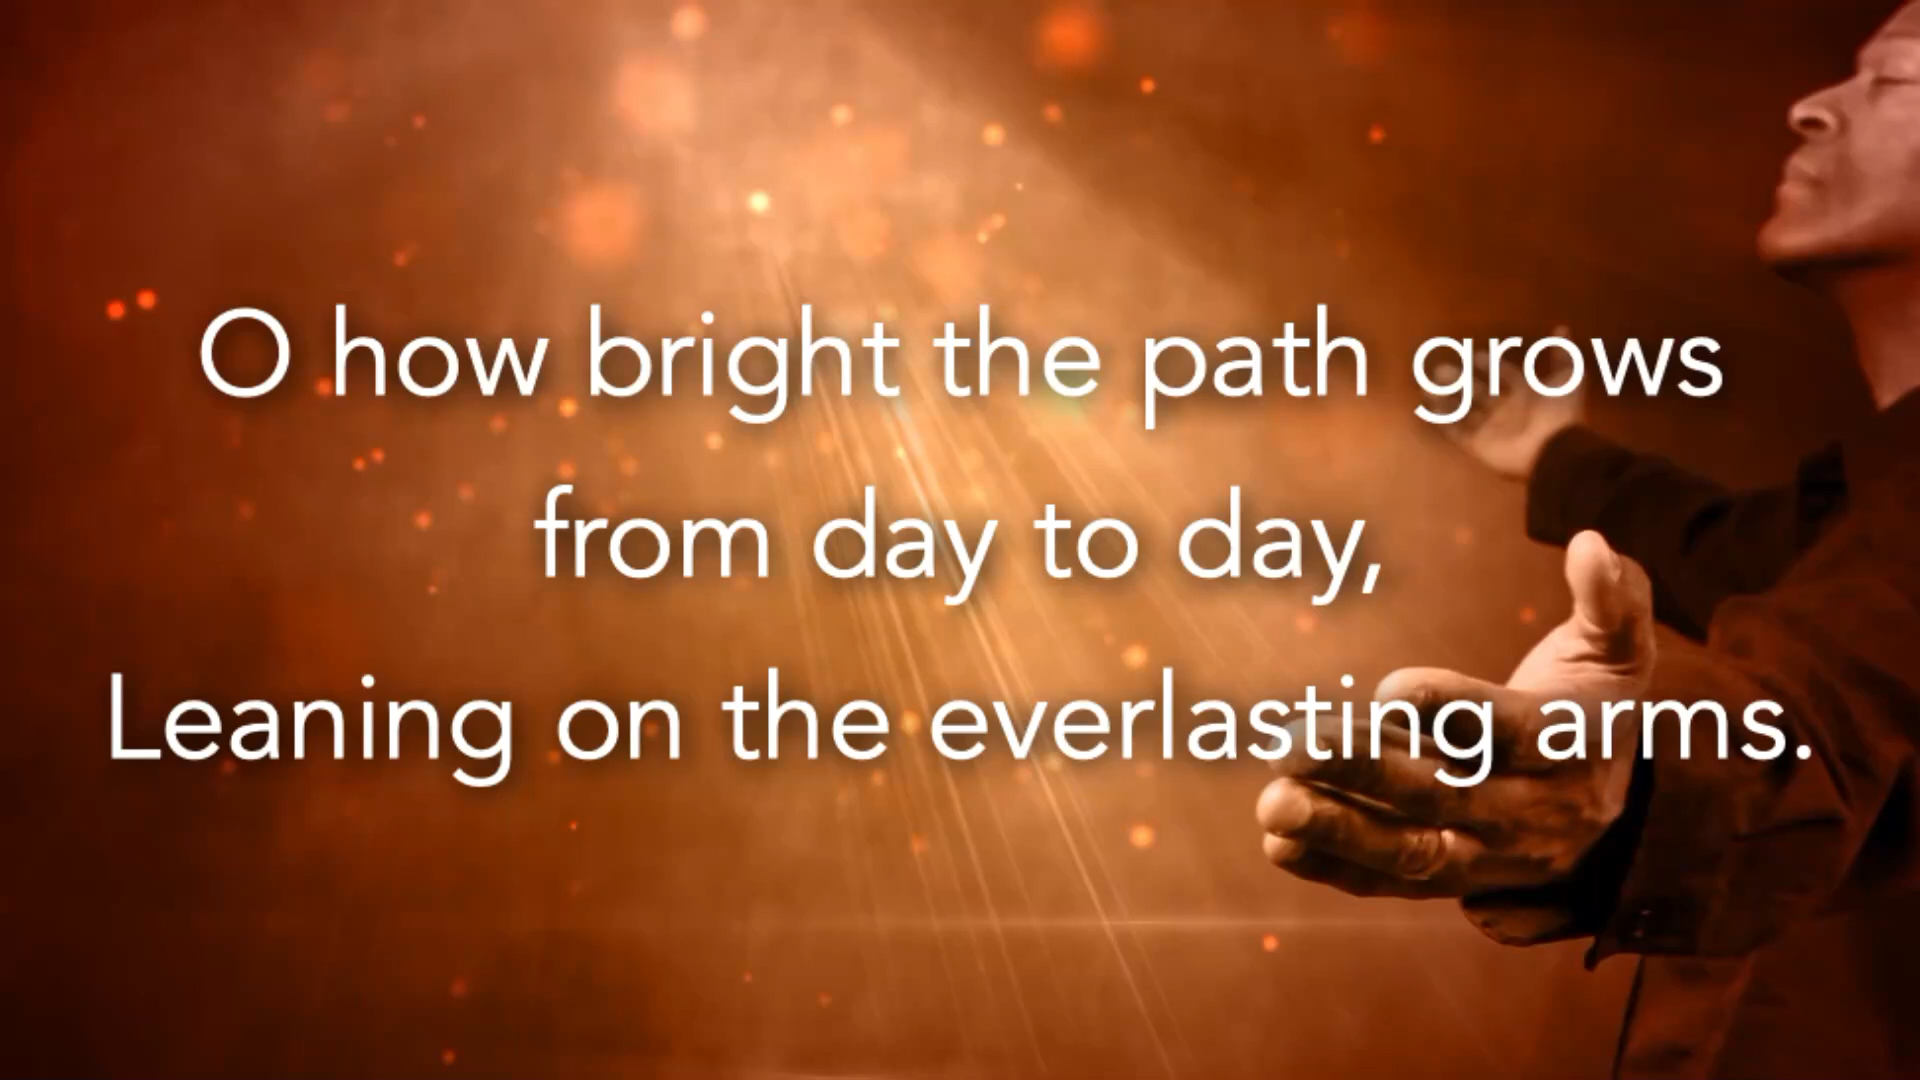 O how bright the path grows
from day to day,
Leaning on the everlasting arms.